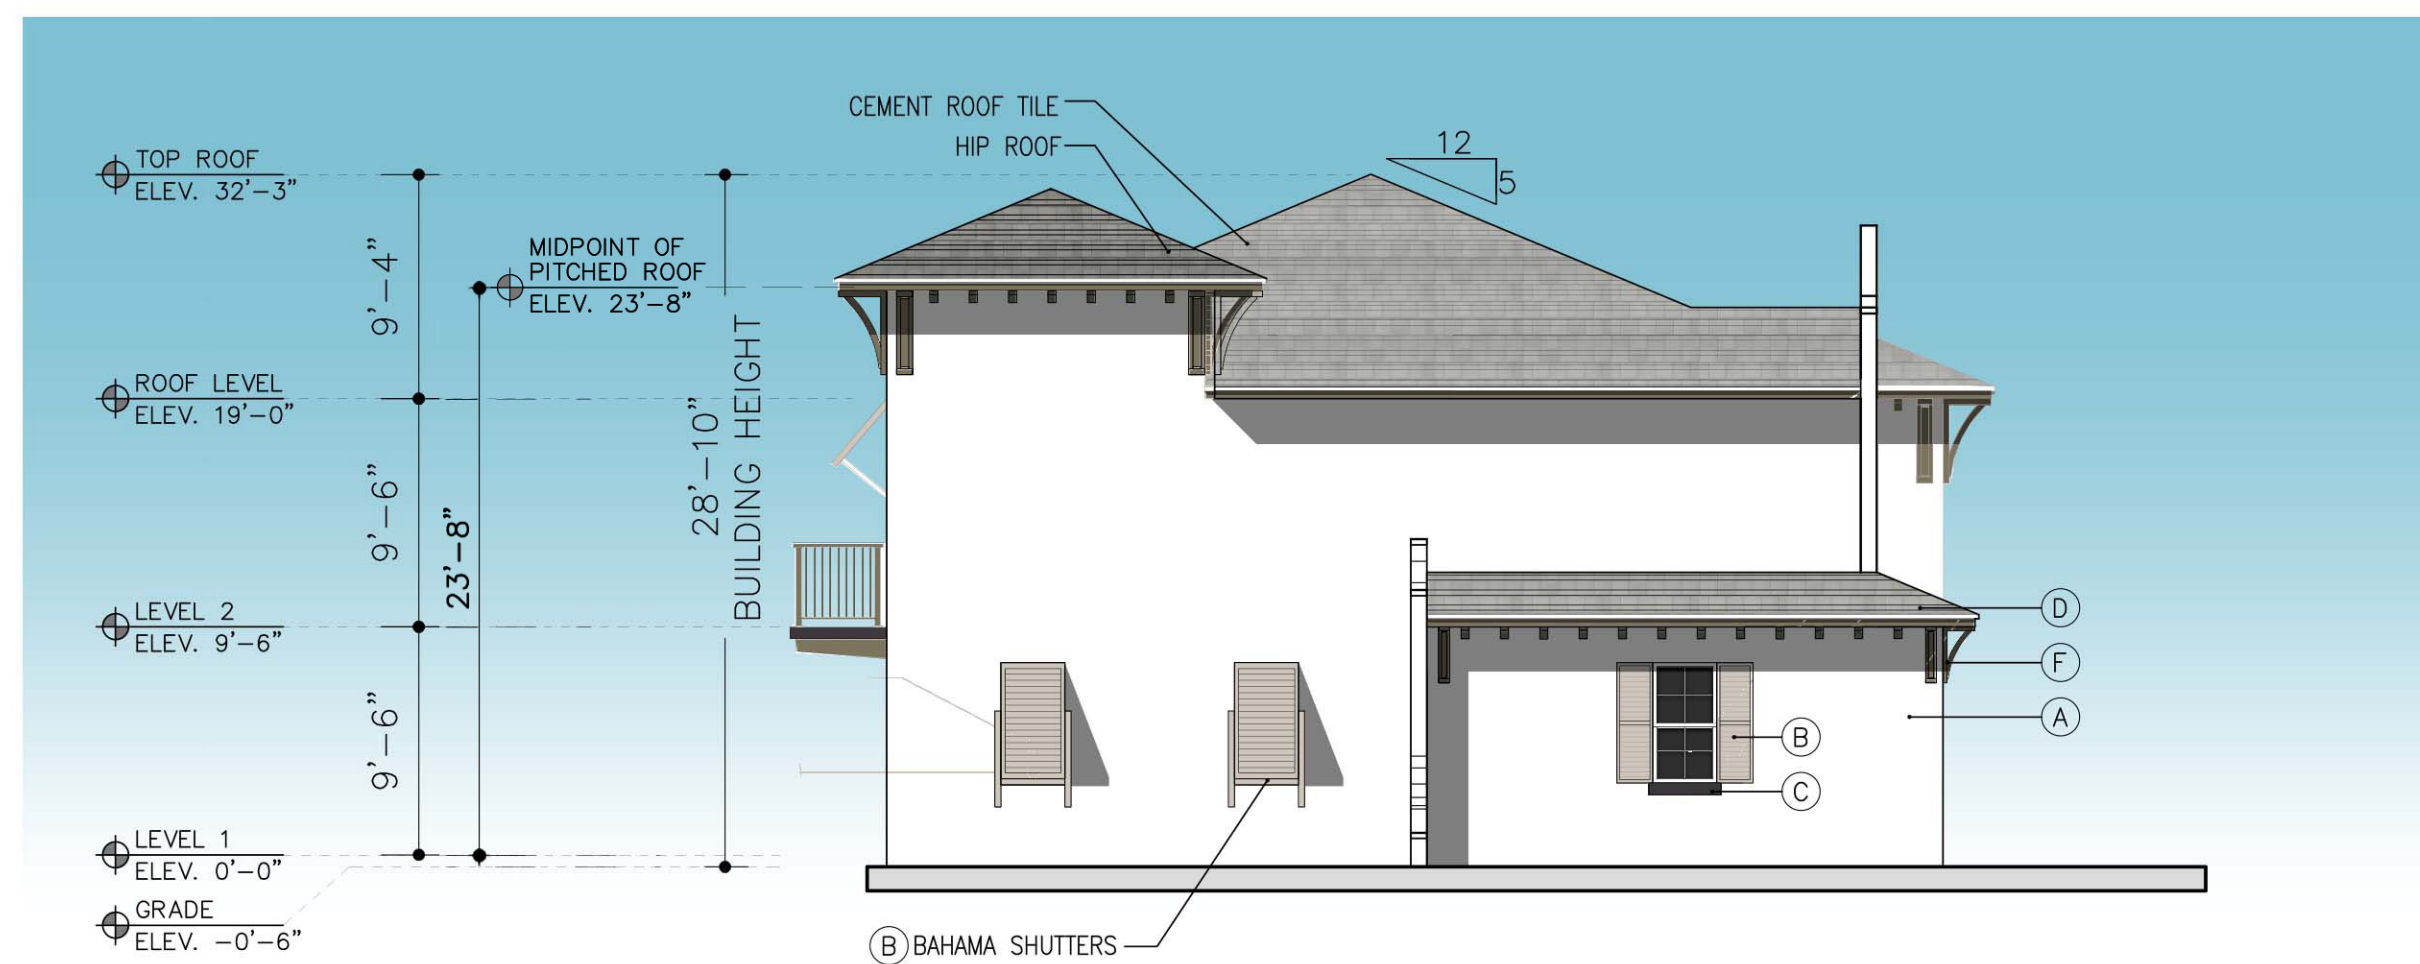 CEMENT ROOF TILE
HIP ROOF
12
5
TOP ROOF
ELEV. 32'-3"
MIDPOINT OF
PITCHED ROOF
ELEV. 23'-8"
9'-4"
ROOF LEVEL
ELEV. 19'-0"
9'-6"
23'-8"
28'-10"
BUILDING HEIGHT
LEVEL 2
ELEV. 9'-6"
9'-6"
LEVEL 1
ELEV. 0'-0"
GRADE
ELEV. -0'-6"
D
F
A
B
C
B BAHAMA SHUTTERS